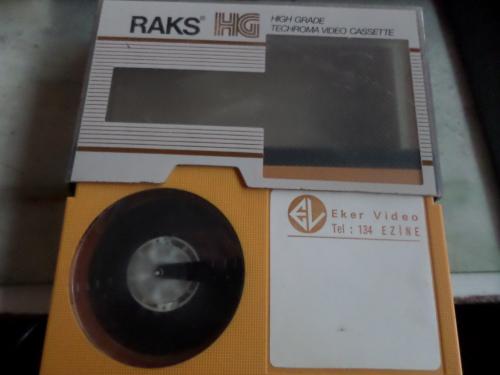 RAKS® HG HIGH GRADE
TECHROMA VIDEO CASSETTE
EV Eker Video
Tel : 134 EZİNE